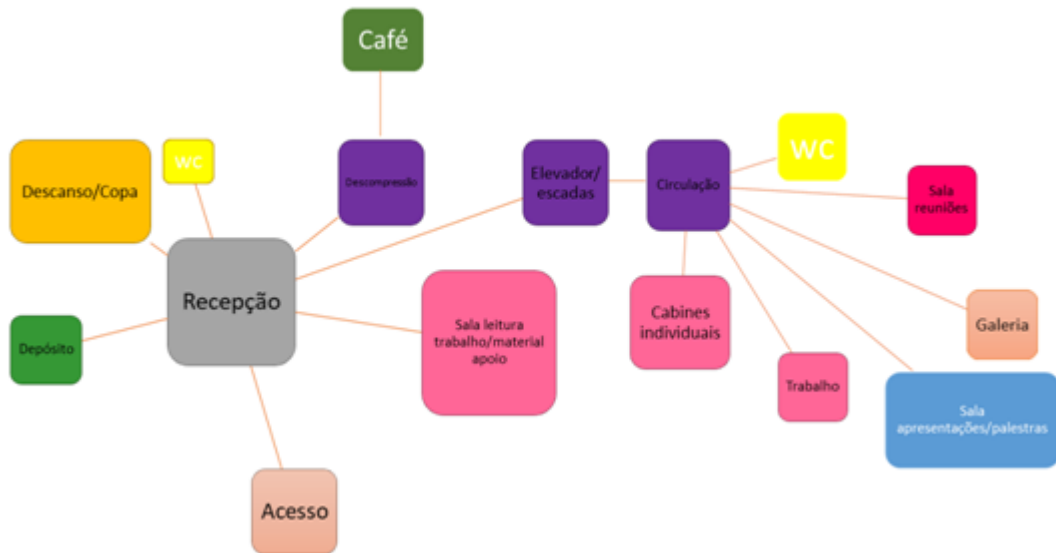 Café
WC
Descanso/Copa
Descompressão
Elevador/
escadas
Circulação
WC
Sala
reuniões
Recepção
Sala leitura
trabalho/material
apoio
Cabines
individuais
Galeria
Depósito
Trabalho
Sala
apresentações/palestras
Acesso